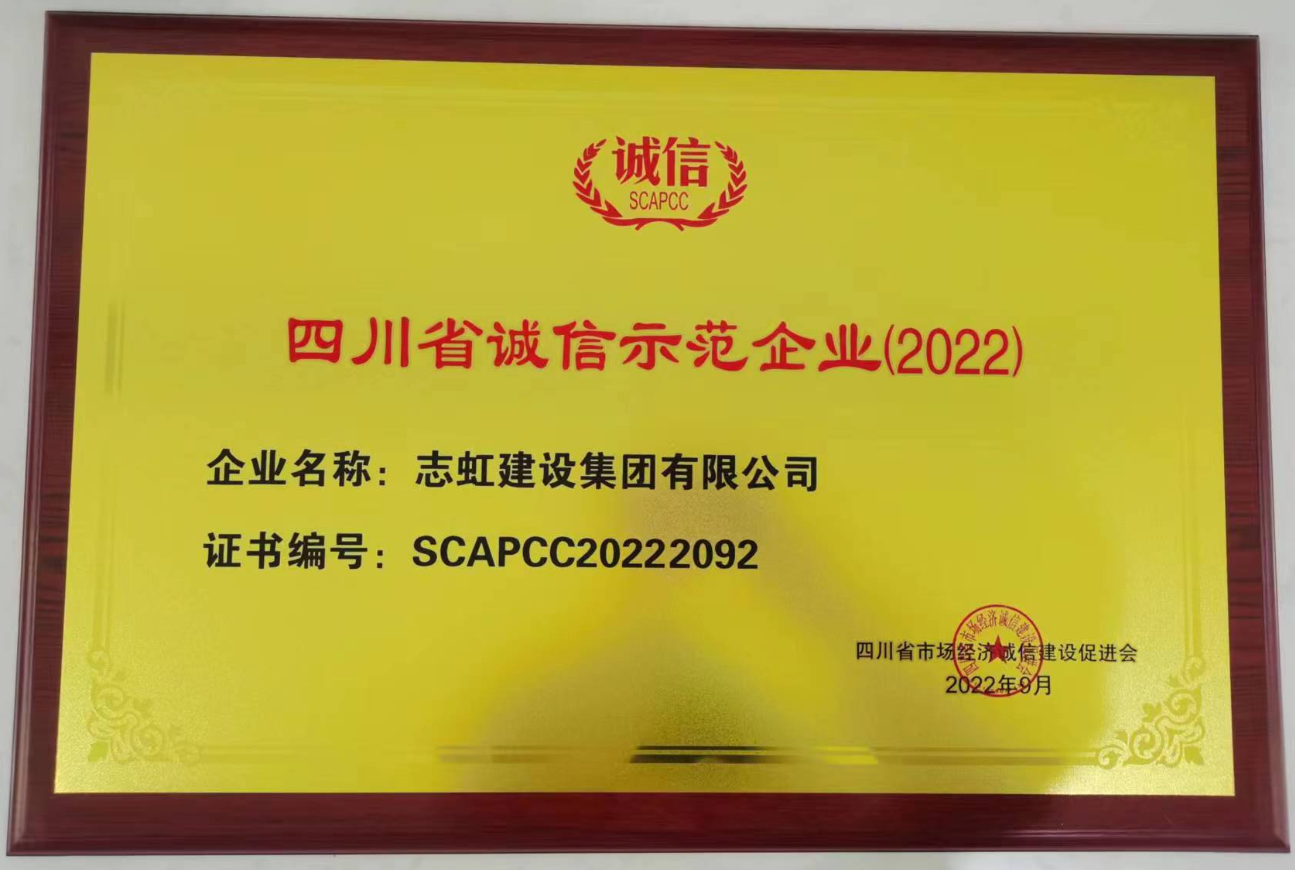 诚信
SCAPCC
四川省诚信示范企业(2022)
企业名称：志虹建设集团有限公司
证书编号：SCAPCC20222092
四川省市场经济诚信建设促进会
2022年9月